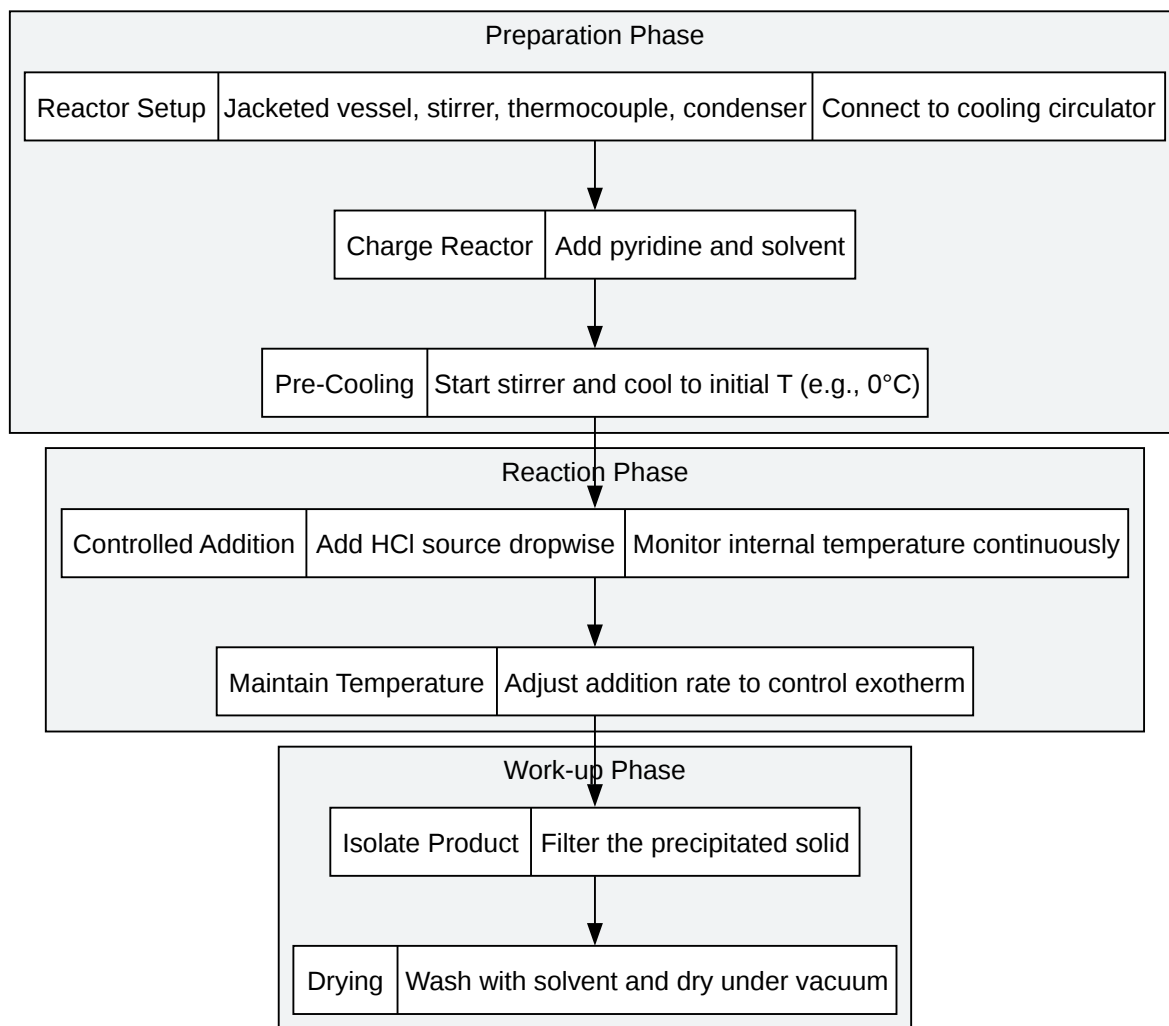 Preparation Phase
Reactor Setup Jacketed vessel, stirrer, thermocouple, condenser Connect to cooling circulator
Charge Reactor Add pyridine and solvent
Pre-Cooling Start stirrer and cool to initial T (e.g., 0°C)
Reaction Phase
Controlled Addition Add HCl source dropwise Monitor internal temperature continuously
Maintain Temperature Adjust addition rate to control exotherm
Work-up Phase
Isolate Product Filter the precipitated solid
Drying Wash with solvent and dry under vacuum